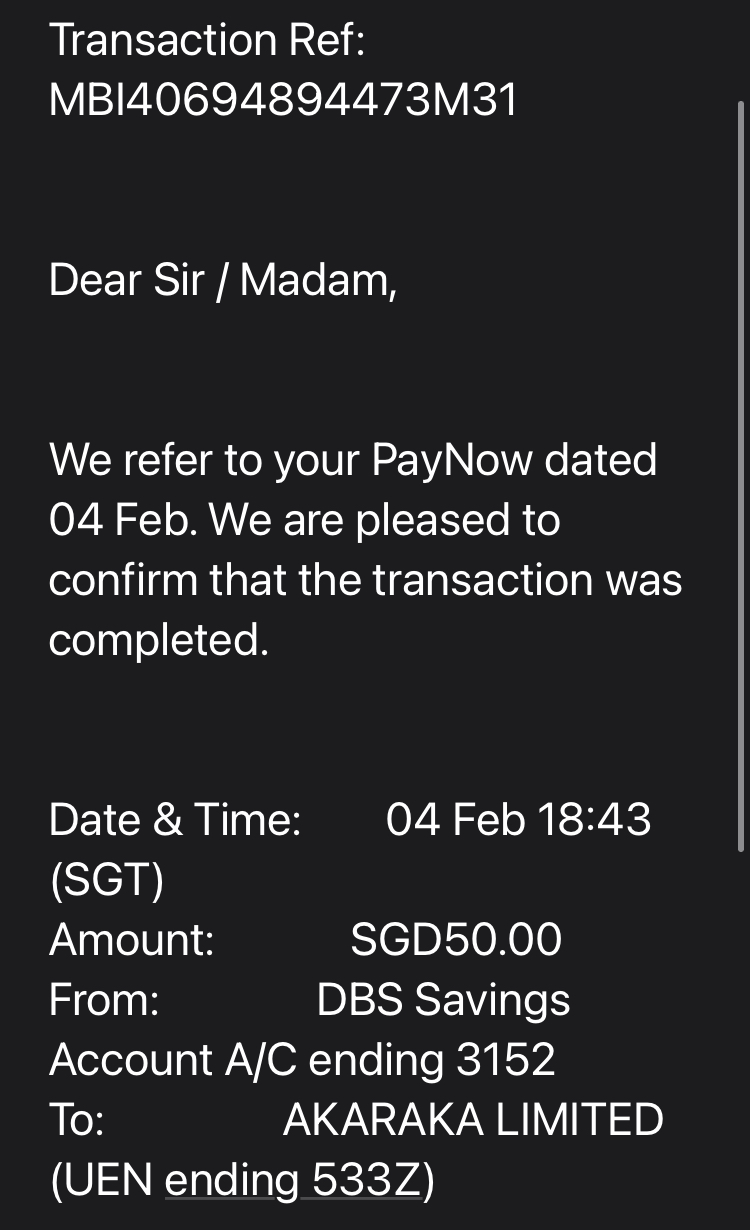 Transaction Ref:
MBI40694894473M31
Dear Sir / Madam,
We refer to your PayNow dated
04 Feb. We are pleased to
confirm that the transaction was
completed.
Date & Time: 04 Feb 18:43
(SGT)
Amount: SGD50.00
From: DBS Savings
Account A/C ending 3152
To: AKARAKA LIMITED
(UEN ending 533Z)